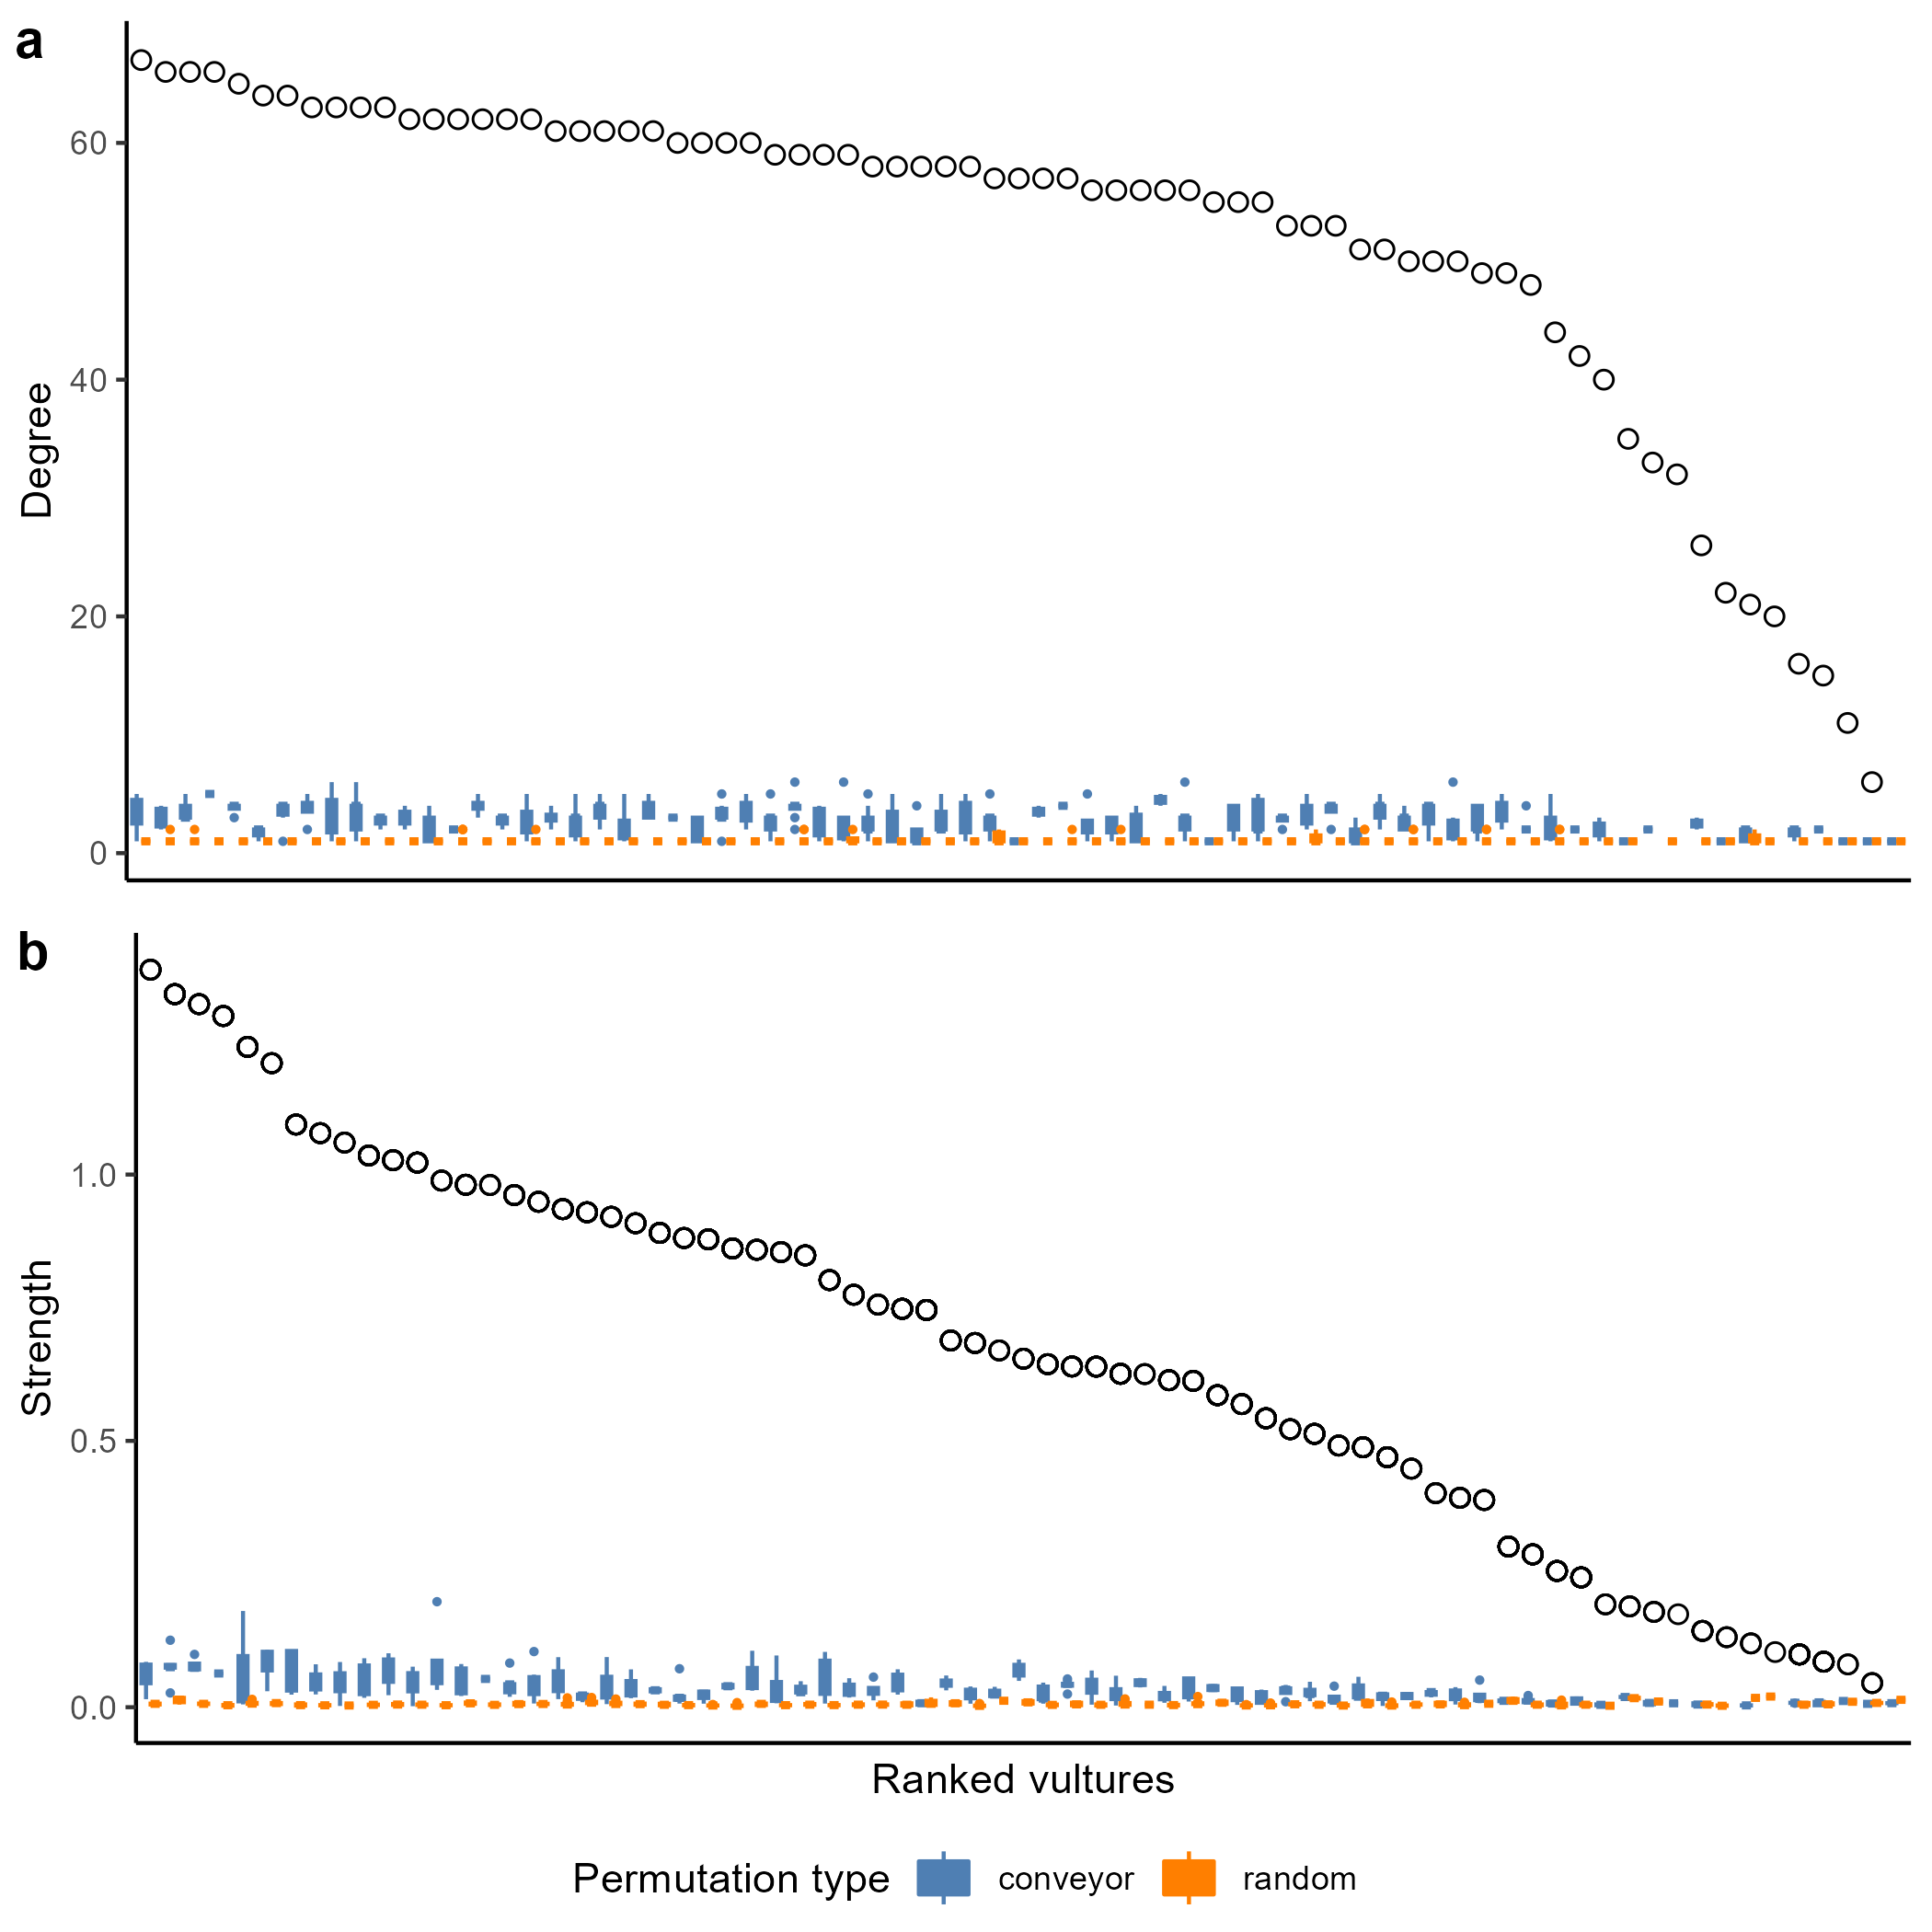 a
60
40
20
0
Degree
b
1.0
0.5
0.0
Strength
Ranked vultures
Permutation type conveyor random